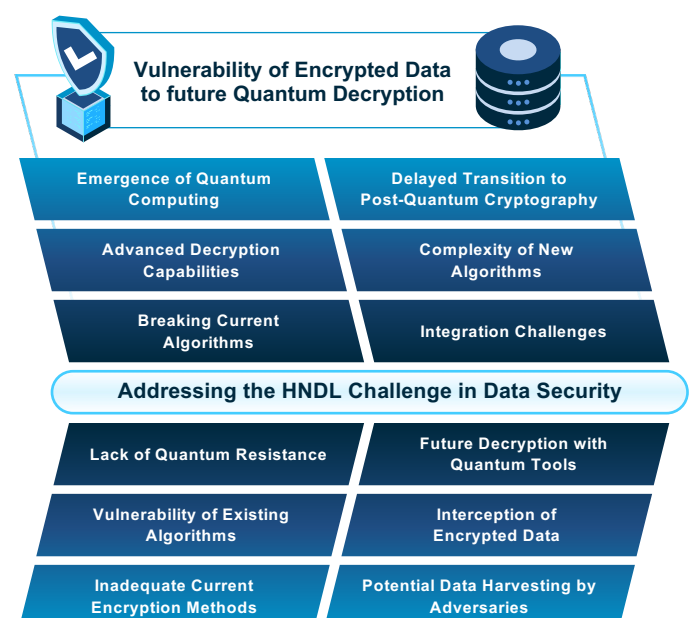 Vulnerability of Encrypted Data
to future Quantum Decryption
Emergence of Quantum
Computing
Delayed Transition to
Post-Quantum Cryptography
Advanced Decryption
Capabilities
Complexity of New
Algorithms
Breaking Current
Algorithms
Integration Challenges
Addressing the HNDL Challenge in Data Security
Lack of Quantum Resistance
Future Decryption with
Quantum Tools
Vulnerability of Existing
Algorithms
Interception of
Encrypted Data
Inadequate Current
Encryption Methods
Potential Data Harvesting by
Adversaries